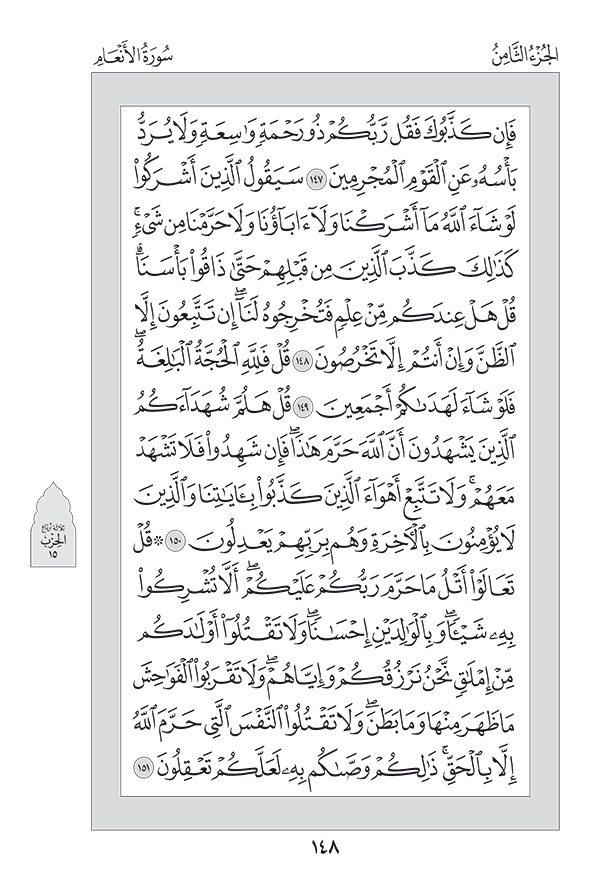 الجُزْءُ الثَّامِنُ
سُورَةُ الأَنْعَامِ
فَإِن كَذَّبُوكَ فَقُل رَّبُّكُمْ ذُو رَحْمَةٍ وَٰسِعَةٍ وَلَا يُرَدُّ
بَأْسُهُۥ عَنِ ٱلْقَوْمِ ٱلْمُجْرِمِينَ ١٤٧ سَيَقُولُ ٱلَّذِينَ أَشْرَكُوا۟
لَوْ شَآءَ ٱللَّهُ مَآ أَشْرَكْنَا وَلَآ ءَابَآؤُنَا وَلَا حَرَّمْنَا مِن شَىْءٍۚ
كَذَٰلِكَ كَذَّبَ ٱلَّذِينَ مِن قَبْلِهِمْ حَتَّىٰ ذَاقُوا۟ بَأْسَنَاۗ
قُلْ هَلْ عِندَكُم مِّنْ عِلْمٍ فَتُخْرِجُوهُ لَنَآۖ إِن تَتَّبِعُونَ إِلَّا
ٱلظَّنَّ وَإِنْ أَنتُمْ إِلَّا تَخْرُصُونَ ١٤٨ قُلْ فَلِلَّهِ ٱلْحُجَّةُ ٱلْبَٰلِغَةُۖ
فَلَوْ شَآءَ لَهَدَىٰكُمْ أَجْمَعِينَ ١٤٩ قُلْ هَلُمَّ شُهَدَآءَكُمُ
ٱلَّذِينَ يَشْهَدُونَ أَنَّ ٱللَّهَ حَرَّمَ هَٰذَاۖ فَإِن شَهِدُوا۟ فَلَا تَشْهَدْ
مَعَهُمْۚ وَلَا تَتَّبِعْ أَهْوَآءَ ٱلَّذِينَ كَذَّبُوا۟ بِـَٔايَٰتِنَا وَٱلَّذِينَ
لَا يُؤْمِنُونَ بِٱلْـَٔاخِرَةِ وَهُم بِرَبِّهِمْ يَعْدِلُونَ ١٥٠ ۞ قُلْ
تَعَالَوْا۟ أَتْلُ مَا حَرَّمَ رَبُّكُمْ عَلَيْكُمْۖ أَلَّا تُشْرِكُوا۟
بِهِۦ شَيْـًٔاۖ وَبِٱلْوَٰلِدَيْنِ إِحْسَٰنًاۖ وَلَا تَقْتُلُوٓا۟ أَوْلَٰدَكُم
مِّنْ إِمْلَٰقٍۖ نَّحْنُ نَرْزُقُكُمْ وَإِيَّاهُمْۖ وَلَا تَقْرَبُوا۟ ٱلْفَوَٰحِشَ
مَا ظَهَرَ مِنْهَا وَمَا بَطَنَۖ وَلَا تَقْتُلُوا۟ ٱلنَّفْسَ ٱلَّتِى حَرَّمَ ٱللَّهُ
إِلَّا بِٱلْحَقِّۚ ذَٰلِكُمْ وَصَّىٰكُم بِهِۦ لَعَلَّكُمْ تَعْقِلُونَ ١٥١
ثلاثة أرباع
الحزب
١٥
١٤٨